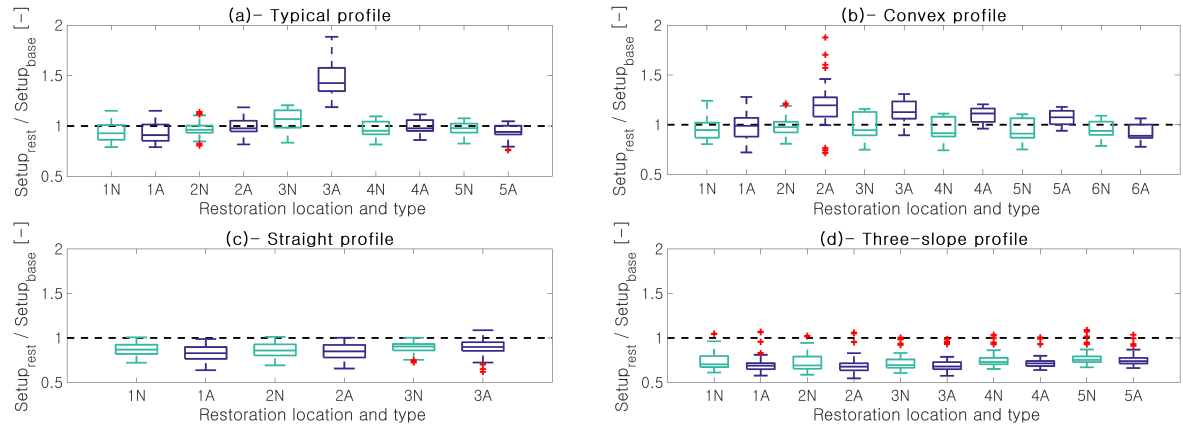 (a)- Typical profile
Setup_rest / Setup_base [-]
2
1.5
1
0.5
1N 1A 2N 2A 3N 3A 4N 4A 5N 5A
Restoration location and type
(b)- Convex profile
Setup_rest / Setup_base [-]
2
1.5
1
0.5
1N 1A 2N 2A 3N 3A 4N 4A 5N 5A 6N 6A
Restoration location and type
(c)- Straight profile
Setup_rest / Setup_base [-]
2
1.5
1
0.5
1N 1A 2N 2A 3N 3A
Restoration location and type
(d)- Three-slope profile
Setup_rest / Setup_base [-]
2
1.5
1
0.5
1N 1A 2N 2A 3N 3A 4N 4A 5N 5A
Restoration location and type